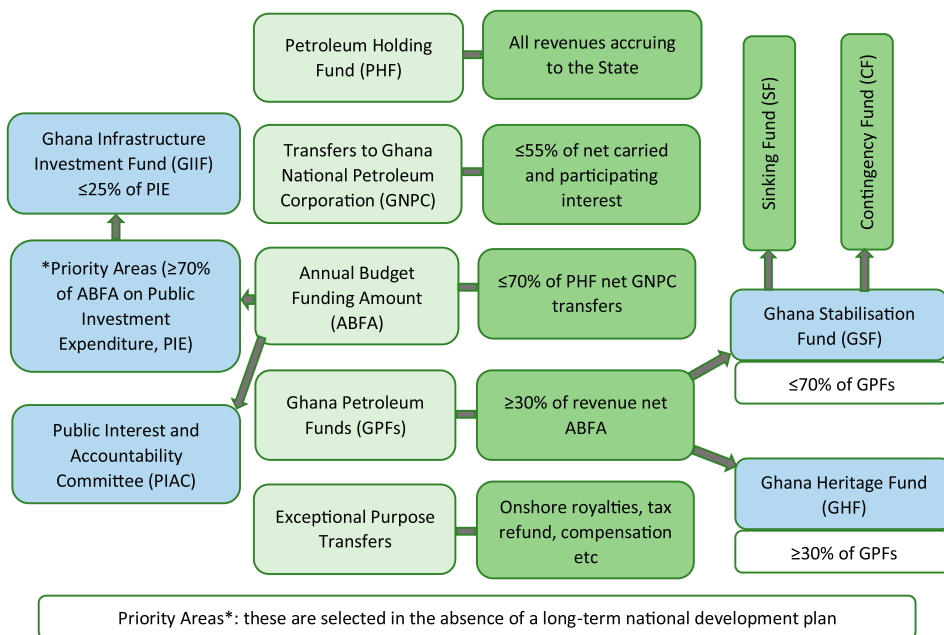 Petroleum Holding
Fund (PHF)
All revenues accruing
to the State
Sinking Fund (SF)
Contingency Fund (CF)
Ghana Infrastructure
Investment Fund (GIIF)
≤25% of PIE
Transfers to Ghana
National Petroleum
Corporation (GNPC)
≤55% of net carried
and participating
interest
*Priority Areas (≥70%
of ABFA on Public
Investment
Expenditure, PIE)
Annual Budget
Funding Amount
(ABFA)
≤70% of PHF net GNPC
transfers
Ghana Stabilisation
Fund (GSF)
≤70% of GPFs
Public Interest and
Accountability
Committee (PIAC)
Ghana Petroleum
Funds (GPFs)
≥30% of revenue net
ABFA
Ghana Heritage Fund
(GHF)
≥30% of GPFs
Exceptional Purpose
Transfers
Onshore royalties, tax
refund, compensation
etc
Priority Areas*: these are selected in the absence of a long-term national development plan